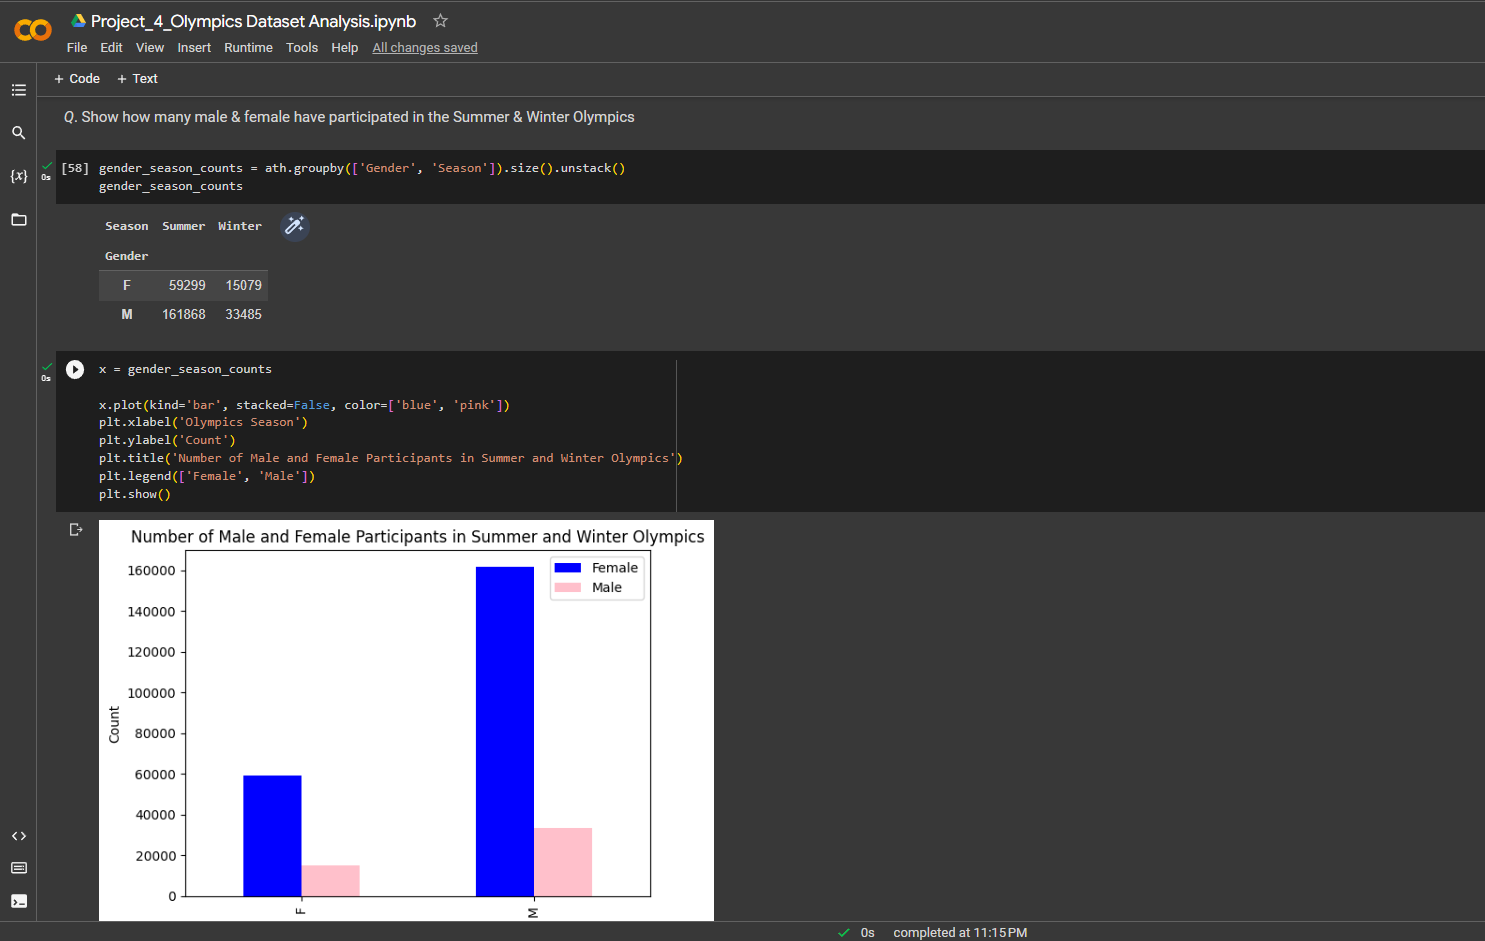 Project_4_Olympics Dataset Analysis.ipynb
File Edit View Insert Runtime Tools Help All changes saved
+ Code + Text
Q. Show how many male & female have participated in the Summer & Winter Olympics
[58] gender_season_counts = ath.groupby(['Gender', 'Season']).size().unstack()
0s
gender_season_counts
Season Summer Winter
Gender
F 59299 15079
M 161868 33485
x = gender_season_counts
0s
x.plot(kind='bar', stacked=False, color=['blue', 'pink'])
plt.xlabel('Olympics Season')
plt.ylabel('Count')
plt.title('Number of Male and Female Participants in Summer and Winter Olympics')
plt.legend(['Female', 'Male'])
plt.show()
Number of Male and Female Participants in Summer and Winter Olympics
Female
Male
160000
140000
120000
100000
80000
60000
40000
20000
0
Count
F M
0s completed at 11:15 PM
{x}